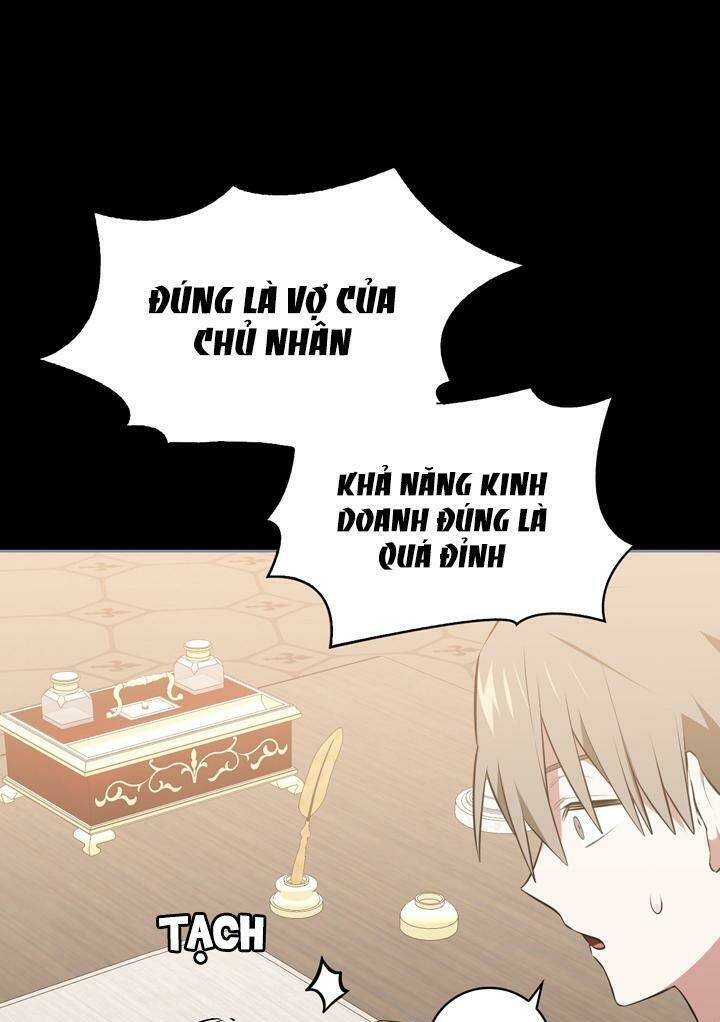 ĐÚNG LÀ VỢ CỦA
CHỦ NHÂN
KHẢ NĂNG KINH
DOANH ĐÚNG LÀ
QUÁ ĐỈNH
TẠCH